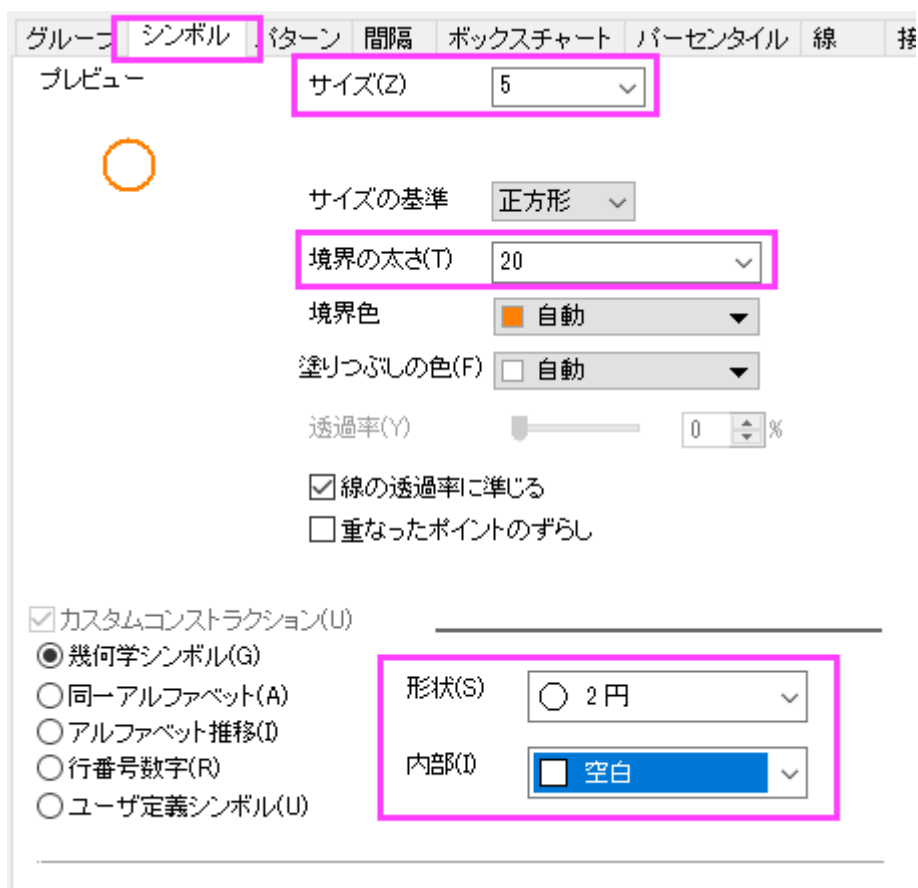 グループ シンボル パターン 間隔 ボックスチャート パーセンタイル 線 接
プレビュー
サイズ(Z) 5
サイズの基準 正方形
境界の太さ(T) 20
境界色 自動
塗りつぶしの色(F) 自動
透過率(Y) 0 %
線の透過率に準じる
重なったポイントのずらし
カスタムコンストラクション(U)
幾何学シンボル(G)
形状(S) 2 円
同一アルファベット(A)
アルファベット推移(I)
内部(I) 空白
行番号数字(R)
ユーザ定義シンボル(U)